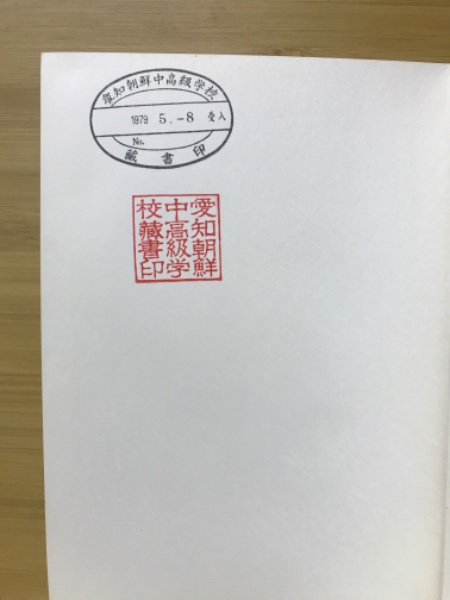 愛知朝鮮中高級学校
1979 5.-8 受入
No.
蔵書印
愛知朝鮮
中高級学
校蔵書印